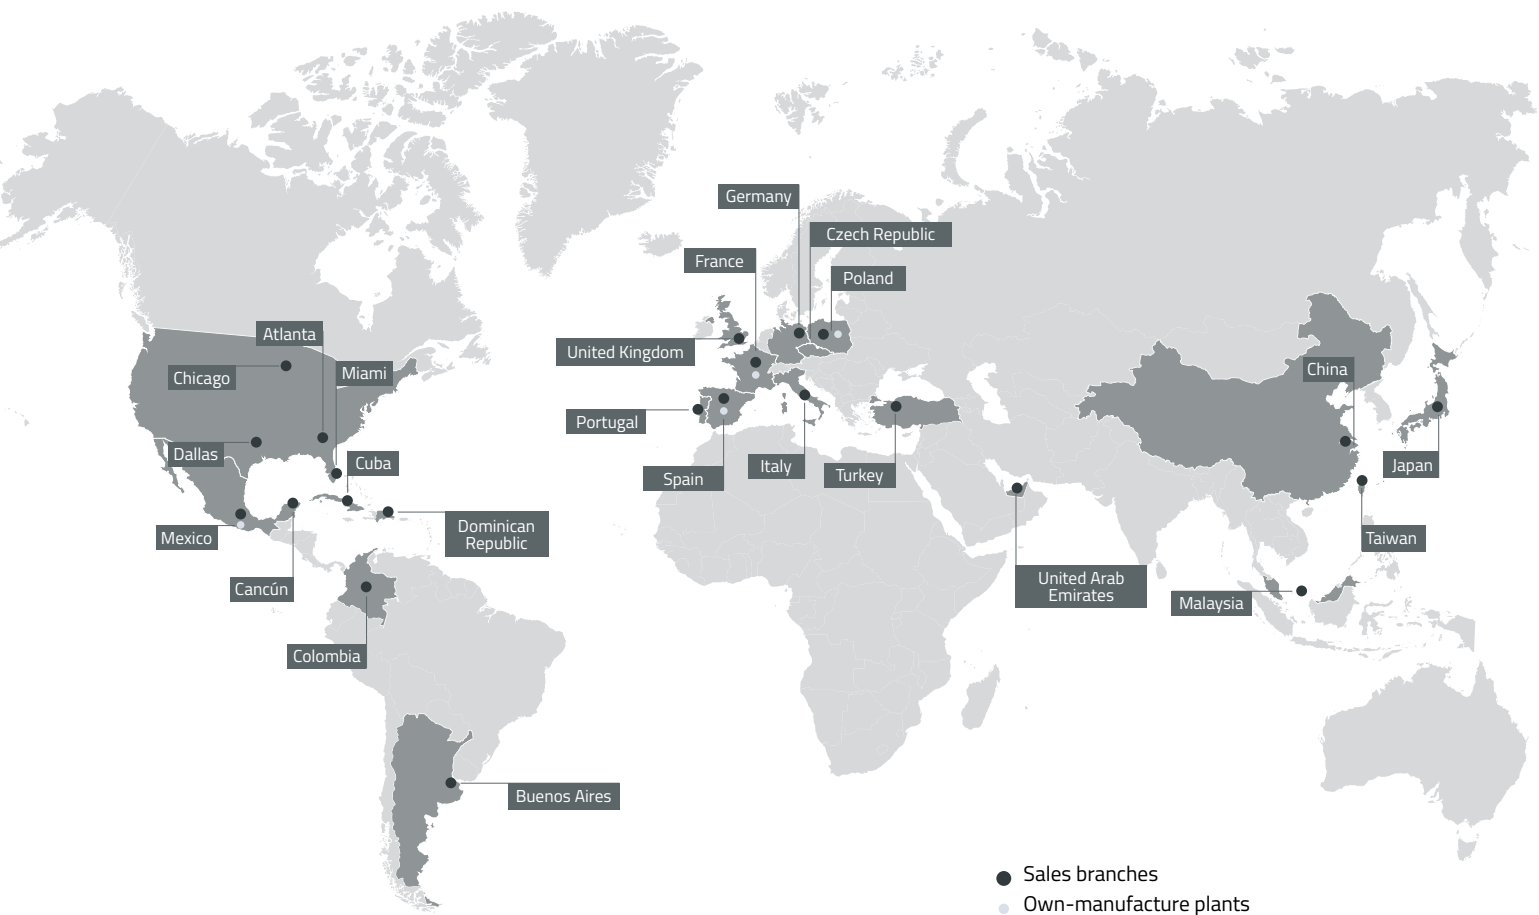 Germany
Czech Republic
France
Poland
Atlanta
United Kingdom
Chicago
Miami
China
Portugal
Dallas
Cuba
Italy
Japan
Spain
Turkey
Mexico
Dominican
Republic
Taiwan
Cancún
United Arab
Emirates
Malaysia
Colombia
Buenos Aires
Sales branches
Own-manufacture plants